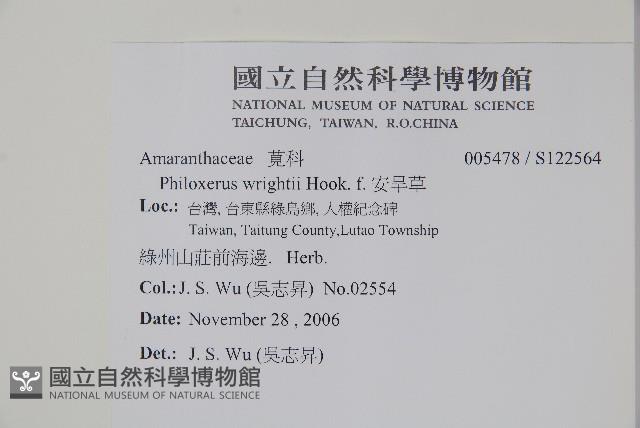 國立自然科學博物館
NATIONAL MUSEUM OF NATURAL SCIENCE
TAICHUNG, TAIWAN, R.O.CHINA
Amaranthaceae 莧科 005478 / S122564
Philoxerus wrightii Hook. f. 安旱草
Loc.: 台灣, 台東縣綠島鄉, 人權紀念碑
Taiwan, Taitung County,Lutao Township
綠州山莊前海邊. Herb.
Col.: J. S. Wu (吳志昇) No.02554
Date: November 28 , 2006
Det.: J. S. Wu (吳志昇)
國立自然科學博物館
NATIONAL MUSEUM OF NATURAL SCIENCE